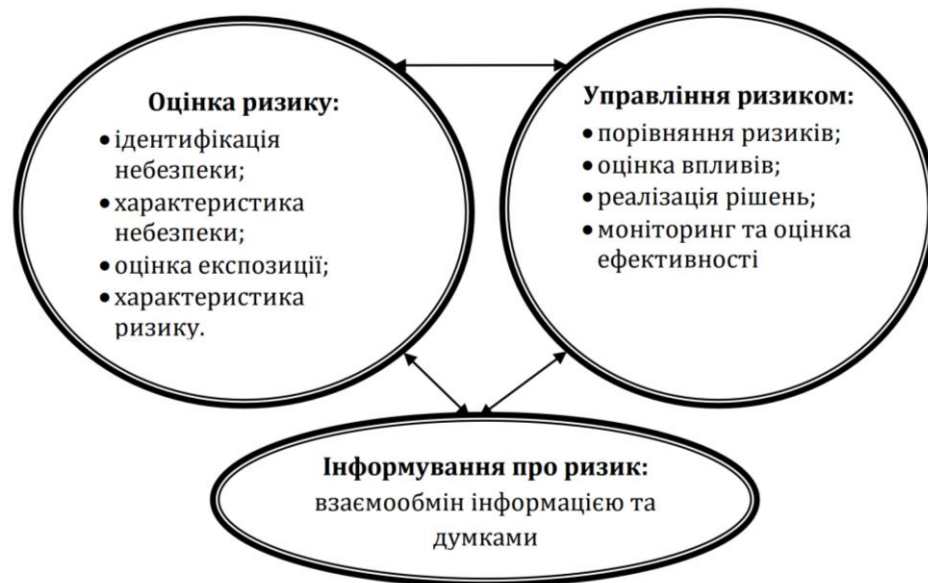 Оцінка ризику:
• ідентифікація
небезпеки;
• характеристика
небезпеки;
• оцінка експозиції;
• характеристика
ризику.
Управління ризиком:
• порівняння ризиків;
• оцінка впливів;
• реалізація рішень;
• моніторинг та оцінка
ефективності
Інформування про ризик:
взаємообмін інформацією та
думками